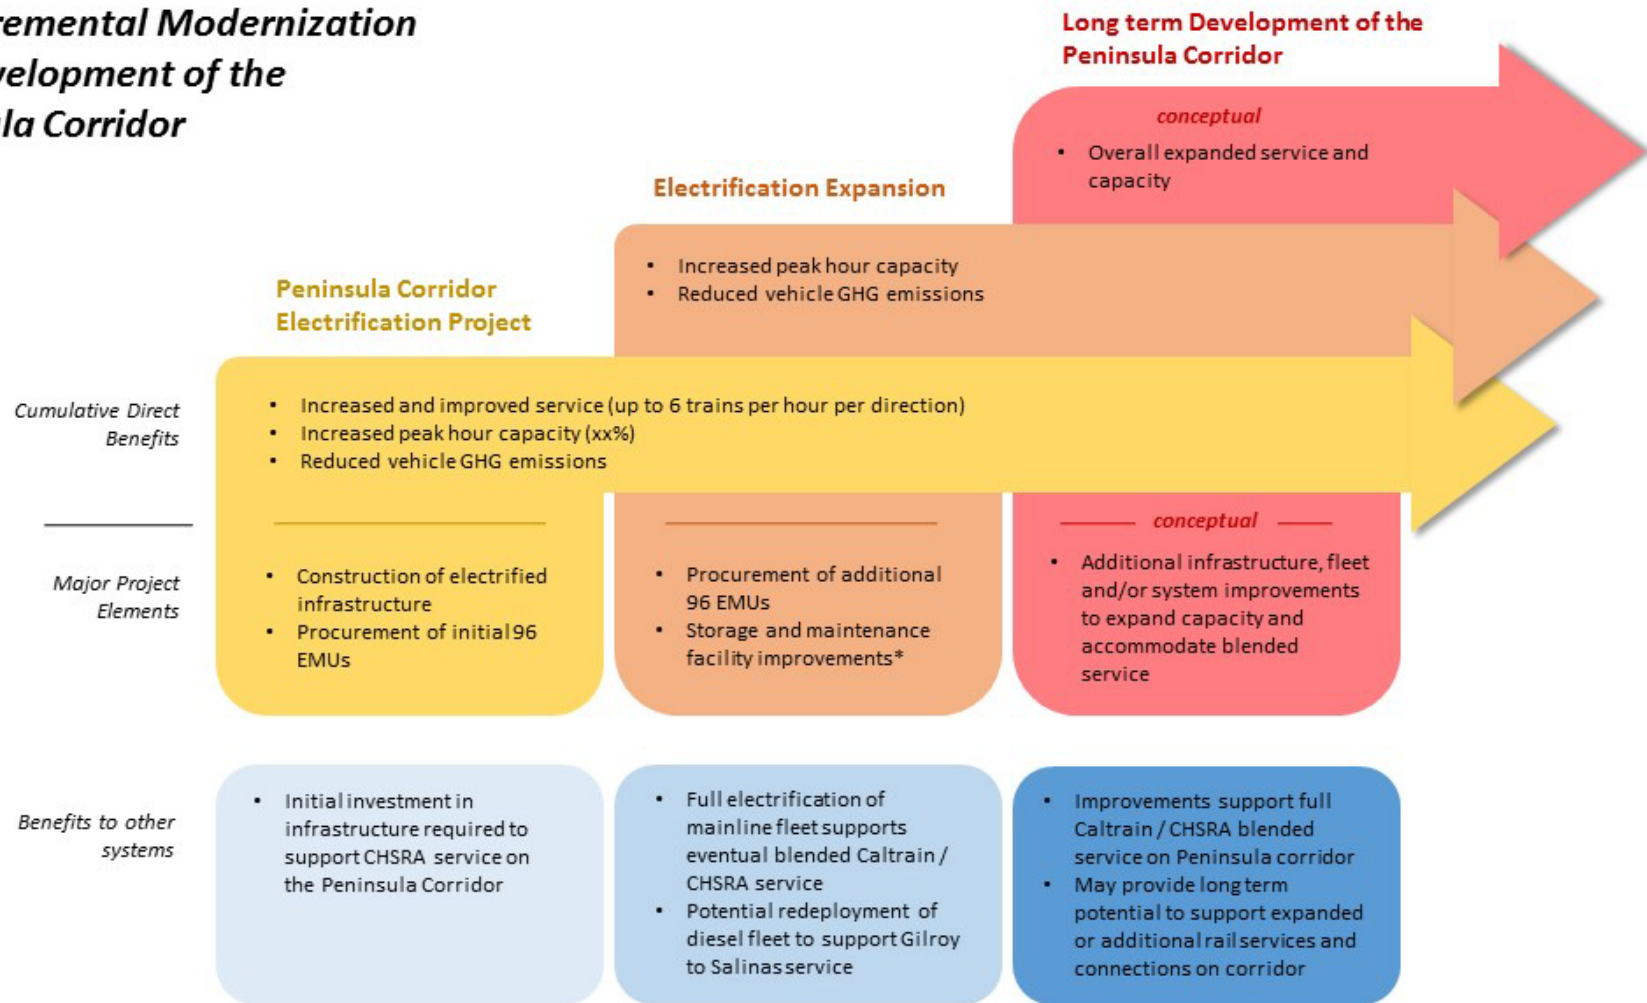 remental Modernization
velopment of the
la Corridor
Long term Development of the
Peninsula Corridor
conceptual
• Overall expanded service and
capacity
Electrification Expansion
• Increased peak hour capacity
• Reduced vehicle GHG emissions
Peninsula Corridor
Electrification Project
Cumulative Direct
Benefits
• Increased and improved service (up to 6 trains per hour per direction)
• Increased peak hour capacity (xx%)
• Reduced vehicle GHG emissions
Major Project
Elements
• Construction of electrified
infrastructure
• Procurement of initial 96
EMUs
• Procurement of additional
96 EMUs
• Storage and maintenance
facility improvements*
conceptual
• Additional infrastructure, fleet
and/or system improvements
to expand capacity and
accommodate blended
service
Benefits to other
systems
• Initial investment in
infrastructure required to
support CHSRA service on
the Peninsula Corridor
• Full electrification of
mainline fleet supports
eventual blended Caltrain /
CHSRA service
• Potential redeployment of
diesel fleet to support Gilroy
to Salinas service
• Improvements support full
Caltrain / CHSRA blended
service on Peninsula corridor
• May provide long term
potential to support expanded
or additional rail services and
connections on corridor